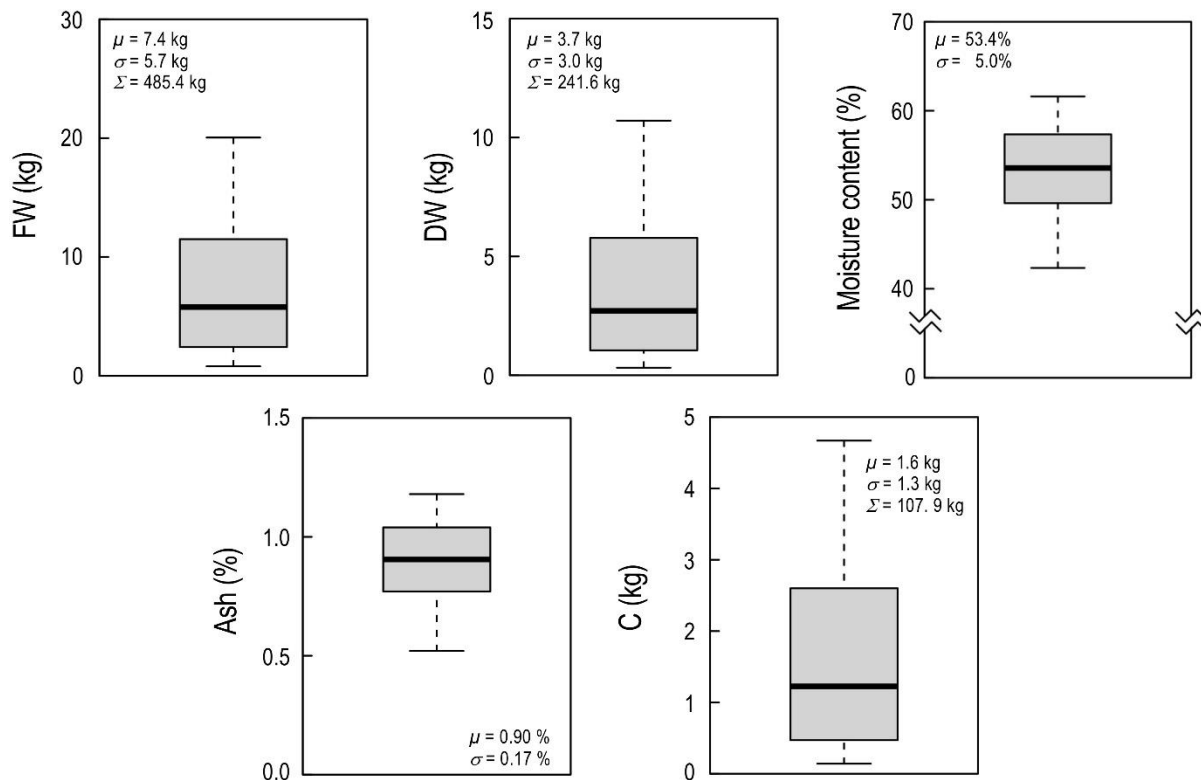 FW (kg)
30
20
10
0
μ = 7.4 kg
σ = 5.7 kg
Σ = 485.4 kg
DW (kg)
15
10
5
0
μ = 3.7 kg
σ = 3.0 kg
Σ = 241.6 kg
Moisture content (%)
70
60
50
40
0
μ = 53.4%
σ = 5.0%
Ash (%)
1.5
1.0
0.5
0.0
μ = 0.90 %
σ = 0.17 %
C (kg)
5
4
3
2
1
0
μ = 1.6 kg
σ = 1.3 kg
Σ = 107. 9 kg